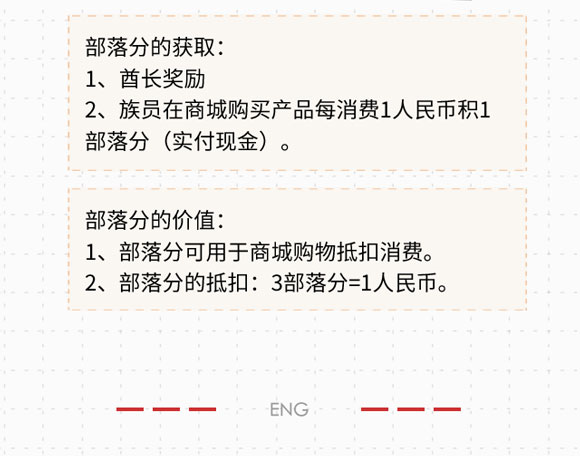 部落分的获取：
1、酋长奖励
2、族员在商城购买产品每消费1人民币积1
部落分（实付现金）。
部落分的价值：
1、部落分可用于商城购物抵扣消费。
2、部落分的抵扣：3部落分=1人民币。
ENG